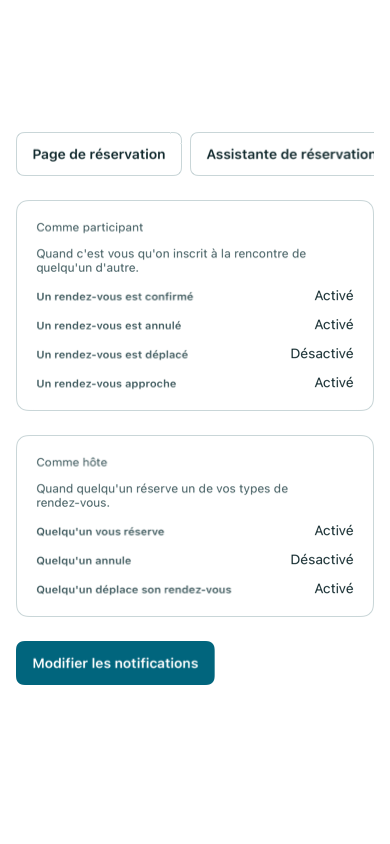 Page de réservation
Assistante de réservation
Comme participant
Quand c'est vous qu'on inscrit à la rencontre de
quelqu'un d'autre.
Un rendez-vous est confirmé Activé
Un rendez-vous est annulé Activé
Un rendez-vous est déplacé Désactivé
Un rendez-vous approche Activé
Comme hôte
Quand quelqu'un réserve un de vos types de
rendez-vous.
Quelqu'un vous réserve Activé
Quelqu'un annule Désactivé
Quelqu'un déplace son rendez-vous Activé
Modifier les notifications